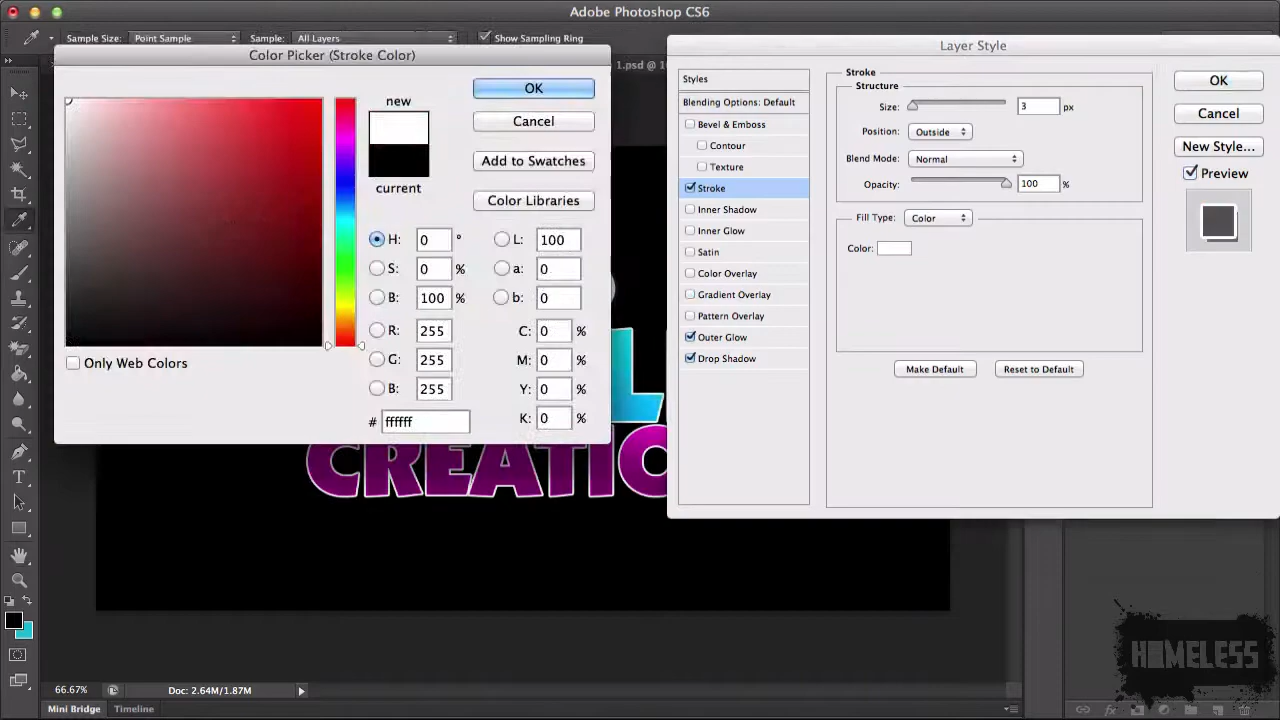 Adobe Photoshop CS6
Sample Size: Point Sample Sample: All Layers Show Sampling Ring
Color Picker (Stroke Color)
Layer Style
1.psd @
new
current
OK
Cancel
Add to Swatches
Color Libraries
H: 0 °
S: 0 %
B: 100 %
R: 255
G: 255
B: 255
# ffffff
L: 100
a: 0
b: 0
C: 0 %
M: 0 %
Y: 0 %
K: 0 %
Only Web Colors
Styles
Blending Options: Default
Bevel & Emboss
Contour
Texture
Stroke
Inner Shadow
Inner Glow
Satin
Color Overlay
Gradient Overlay
Pattern Overlay
Outer Glow
Drop Shadow
Stroke
Structure
Size: 3 px
Position: Outside
Blend Mode: Normal
Opacity: 100 %
Fill Type: Color
Color:
Make Default Reset to Default
OK
Cancel
New Style...
Preview
L
CREATIO
T
HOMELESS
66.67% Doc: 2.64M/1.87M
Mini Bridge Timeline
fx